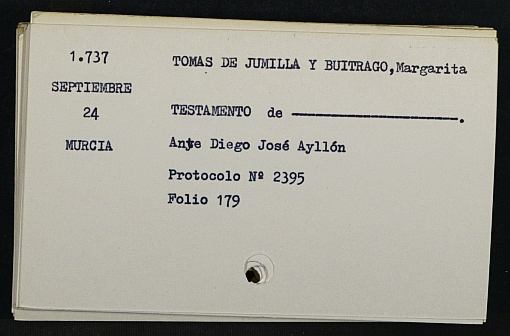 1.737
TOMAS DE JUMILLA Y BUITRAGO,Margarita
SEPTIEMBRE
24
TESTAMENTO de ————————.
MURCIA
Ante Diego José Ayllón
Protocolo Nº 2395
Folio 179